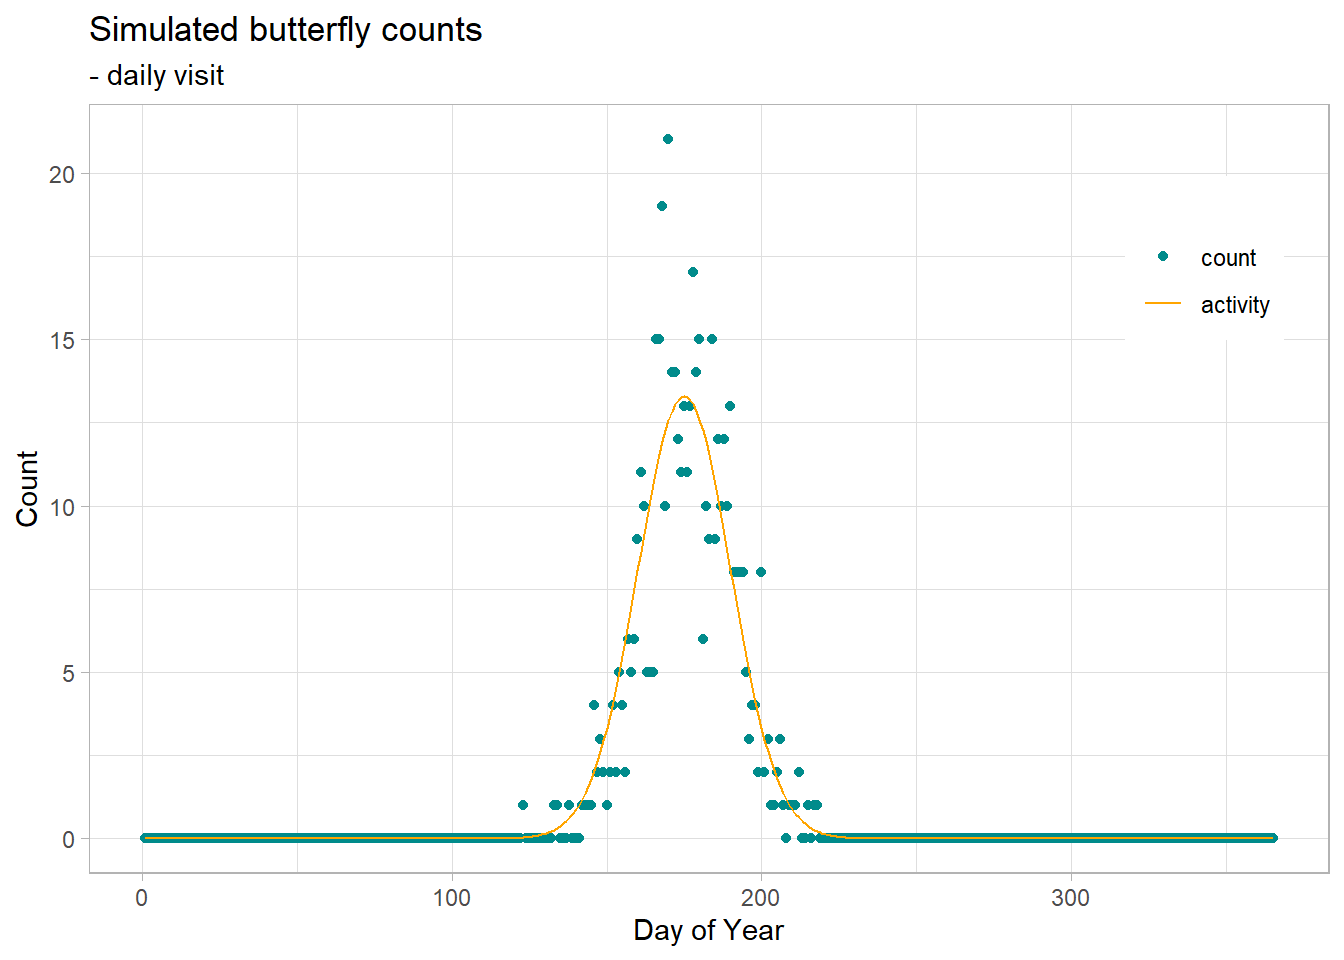 Simulated butterfly counts
- daily visit
20
15
10
5
0
Count
count
activity
0 100 200 300
Day of Year